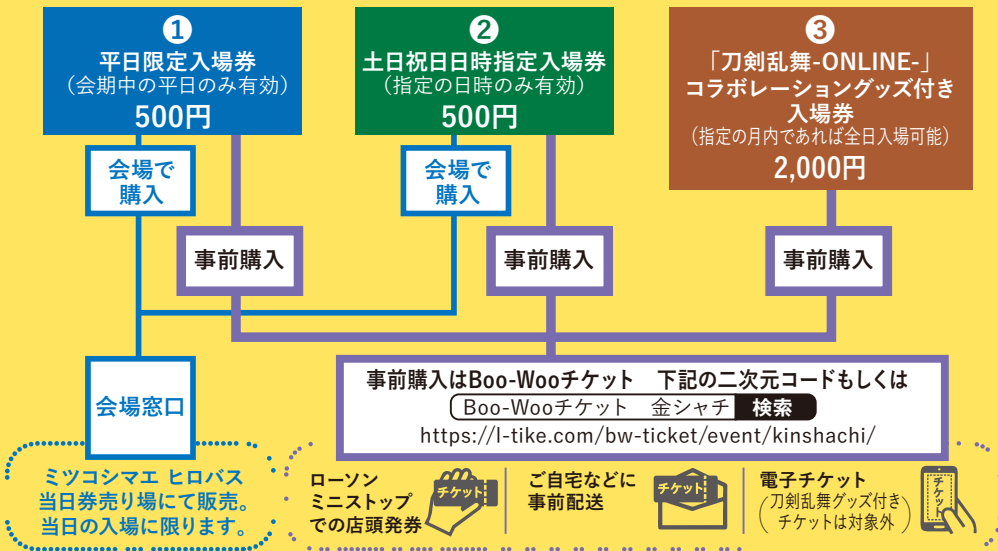 1
平日限定入場券
（会期中の平日のみ有効）
500円
2
土日祝日日時指定入場券
（指定の日時のみ有効）
500円
3
「刀剣乱舞-ONLINE-」
コラボレーショングッズ付き
入場券
（指定の月内であれば全日入場可能）
2,000円
会場で
購入
会場で
購入
事前購入
事前購入
事前購入
会場窓口
事前購入はBoo-Wooチケット　下記の二次元コードもしくは
Boo-Wooチケット　金シャチ 検索
https://l-tike.com/bw-ticket/event/kinshachi/
ミツコシマエ ヒロバス
当日券売り場にて販売。
当日の入場に限ります。
ローソン
ミニストップ
での店頭発券
チケット
ご自宅などに
事前配送
チケット
電子チケット
（刀剣乱舞グッズ付き
チケットは対象外）
チケット